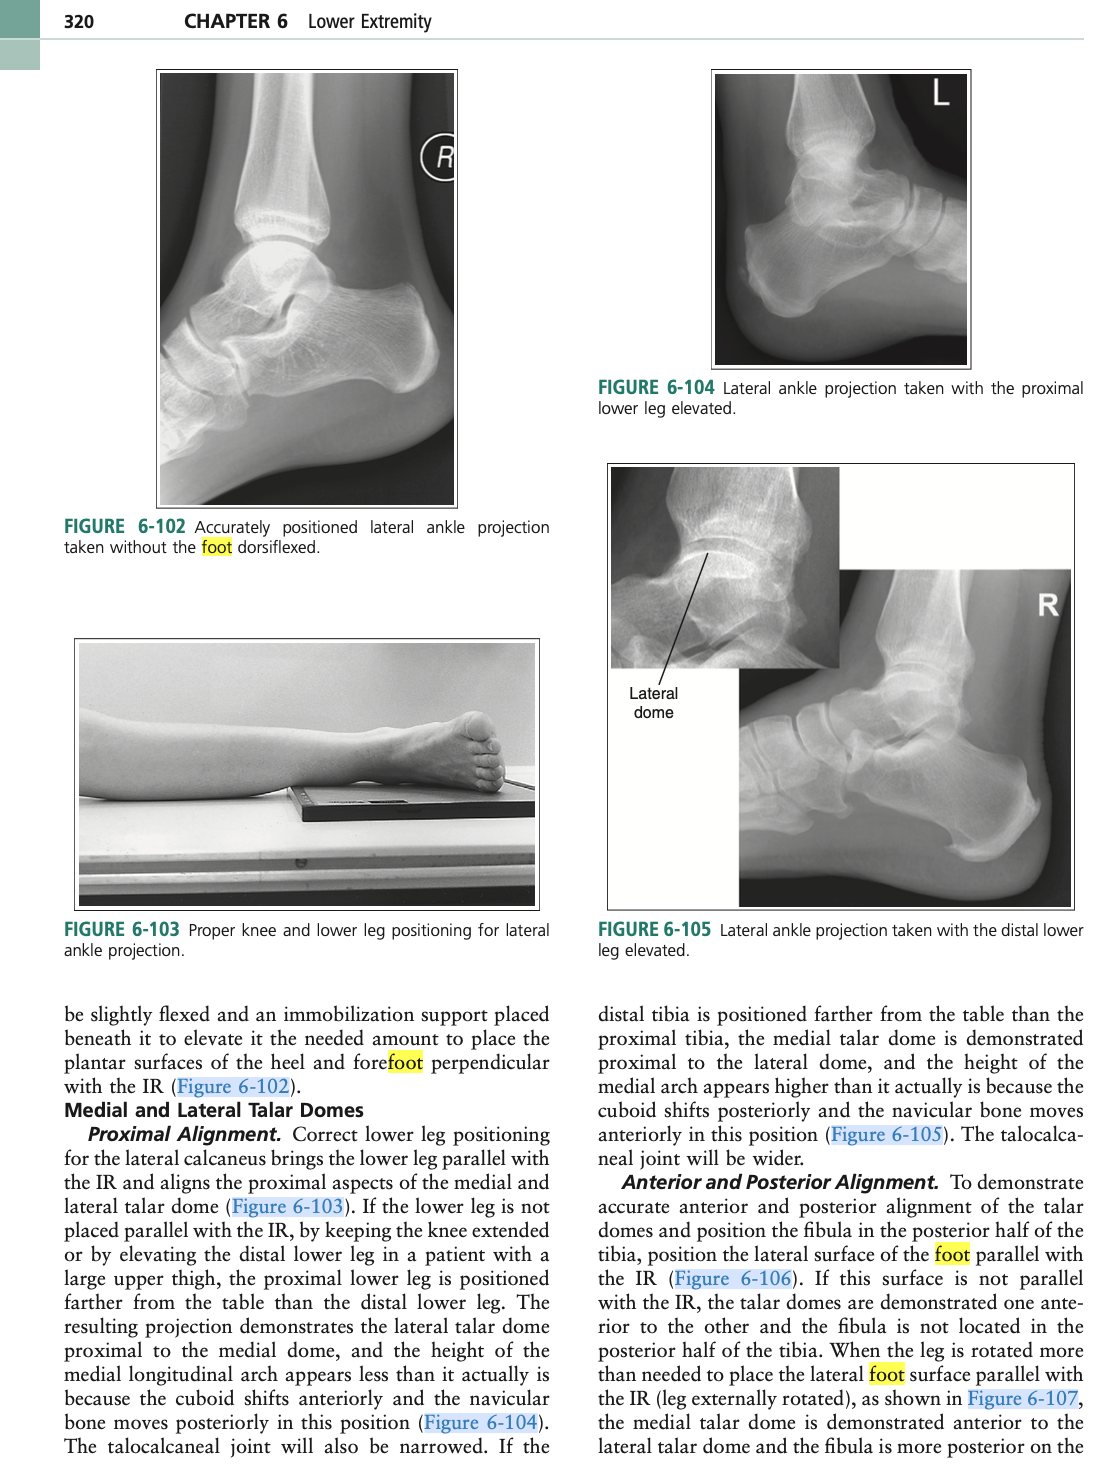 320 CHAPTER 6 Lower Extremity
R
FIGURE 6-102 Accurately positioned lateral ankle projection
taken without the foot dorsiflexed.
FIGURE 6-103 Proper knee and lower leg positioning for lateral
ankle projection.
L
FIGURE 6-104 Lateral ankle projection taken with the proximal
lower leg elevated.
R
Lateral
dome
FIGURE 6-105 Lateral ankle projection taken with the distal lower
leg elevated.
be slightly flexed and an immobilization support placed
beneath it to elevate it the needed amount to place the
plantar surfaces of the heel and forefoot perpendicular
with the IR (Figure 6-102).
Medial and Lateral Talar Domes
Proximal Alignment. Correct lower leg positioning
for the lateral calcaneus brings the lower leg parallel with
the IR and aligns the proximal aspects of the medial and
lateral talar dome (Figure 6-103). If the lower leg is not
placed parallel with the IR, by keeping the knee extended
or by elevating the distal lower leg in a patient with a
large upper thigh, the proximal lower leg is positioned
farther from the table than the distal lower leg. The
resulting projection demonstrates the lateral talar dome
proximal to the medial dome, and the height of the
medial longitudinal arch appears less than it actually is
because the cuboid shifts anteriorly and the navicular
bone moves posteriorly in this position (Figure 6-104).
The talocalcaneal joint will also be narrowed. If the
distal tibia is positioned farther from the table than the
proximal tibia, the medial talar dome is demonstrated
proximal to the lateral dome, and the height of the
medial arch appears higher than it actually is because the
cuboid shifts posteriorly and the navicular bone moves
anteriorly in this position (Figure 6-105). The talocalca-
neal joint will be wider.
Anterior and Posterior Alignment. To demonstrate
accurate anterior and posterior alignment of the talar
domes and position the fibula in the posterior half of the
tibia, position the lateral surface of the foot parallel with
the IR (Figure 6-106). If this surface is not parallel
with the IR, the talar domes are demonstrated one ante-
rior to the other and the fibula is not located in the
posterior half of the tibia. When the leg is rotated more
than needed to place the lateral foot surface parallel with
the IR (leg externally rotated), as shown in Figure 6-107,
the medial talar dome is demonstrated anterior to the
lateral talar dome and the fibula is more posterior on the